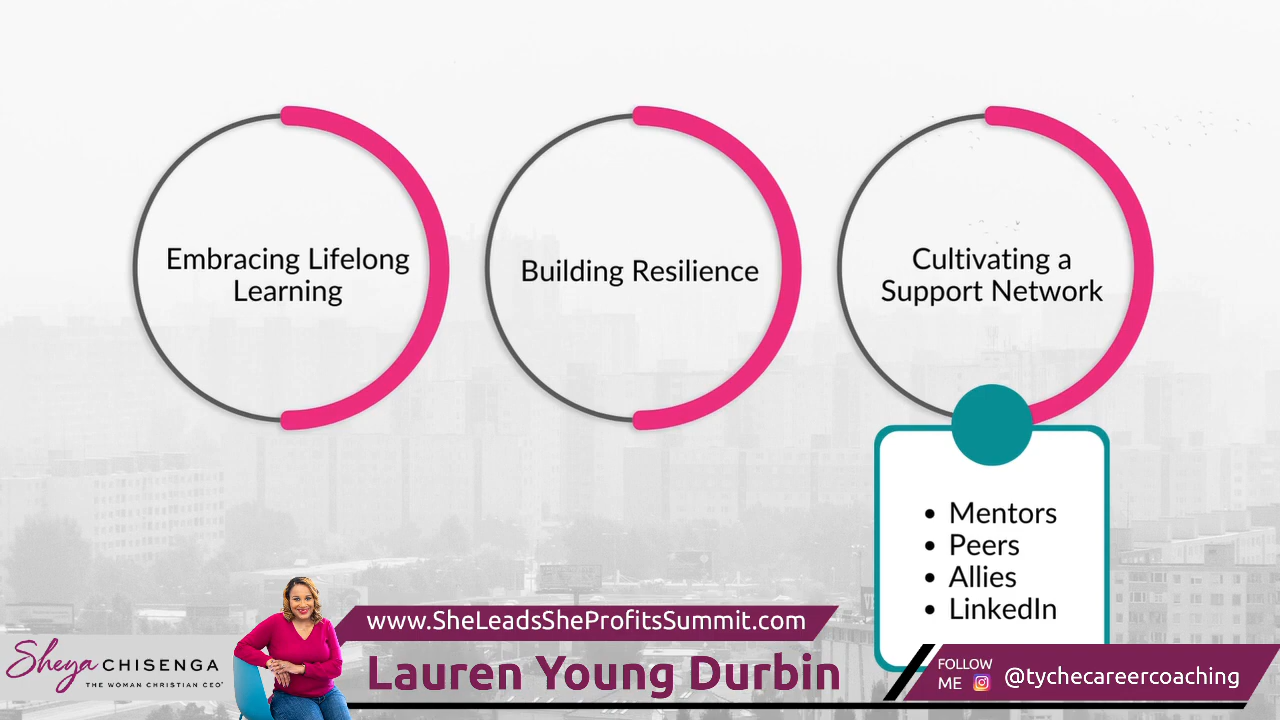 Embracing Lifelong
Learning
Building Resilience
Cultivating a
Support Network
• Mentors
• Peers
• Allies
• LinkedIn
www.SheLeadsSheProfitsSummit.com
Sheya CHISENGA
THE WOMAN CHRISTIAN CEO
Lauren Young Durbin
FOLLOW
ME
@tychecareercoaching